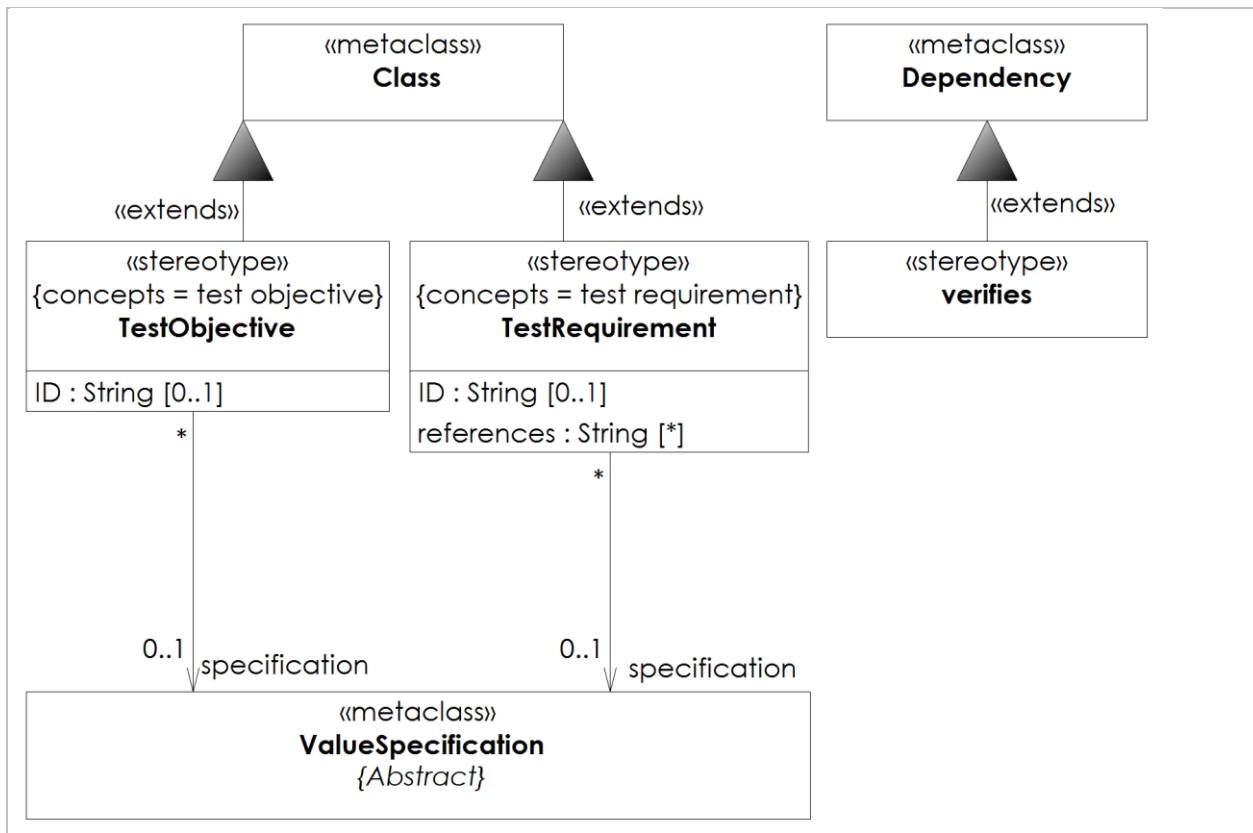 «metaclass»
Class
«metaclass»
Dependency
«extends»
«extends»
«extends»
«stereotype»
{concepts = test objective}
TestObjective
ID : String [0..1]
«stereotype»
{concepts = test requirement}
TestRequirement
ID : String [0..1]
references : String [*]
«stereotype»
verifies
*
*
0..1
specification
0..1
specification
«metaclass»
ValueSpecification
{Abstract}